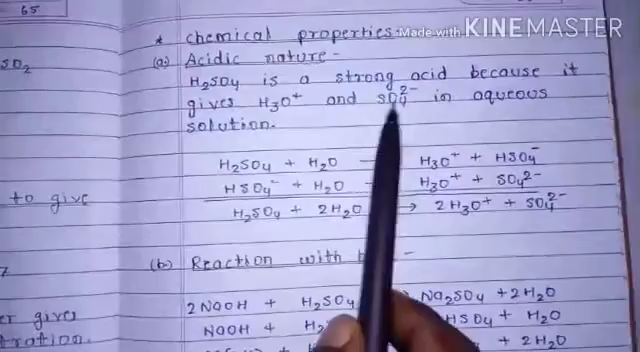 65
Made with KINEMASTER
* Chemical properties:-
(a) Acidic nature -
SO2
H2SO4 is a strong acid because it
gives H3O+ and SO4^2- in aqueous
solution.
H2SO4 + H2O H3O+ + HSO4^-
to give
HSO4^- + H2O H3O+ + SO4^2-
H2SO4 + 2H2O → 2H3O+ + SO4^2-
(b) Reaction with -
2NaOH + H2SO4 Na2SO4 + 2H2O
gives
NaOH + HSO4 + H2O
+ 2H2O